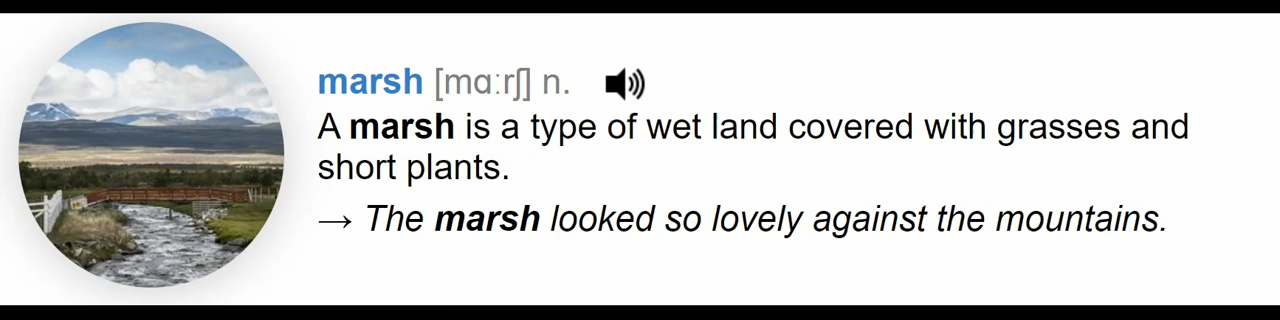 marsh [mɑːrʃ] n.
A marsh is a type of wet land covered with grasses and
short plants.
→ The marsh looked so lovely against the mountains.